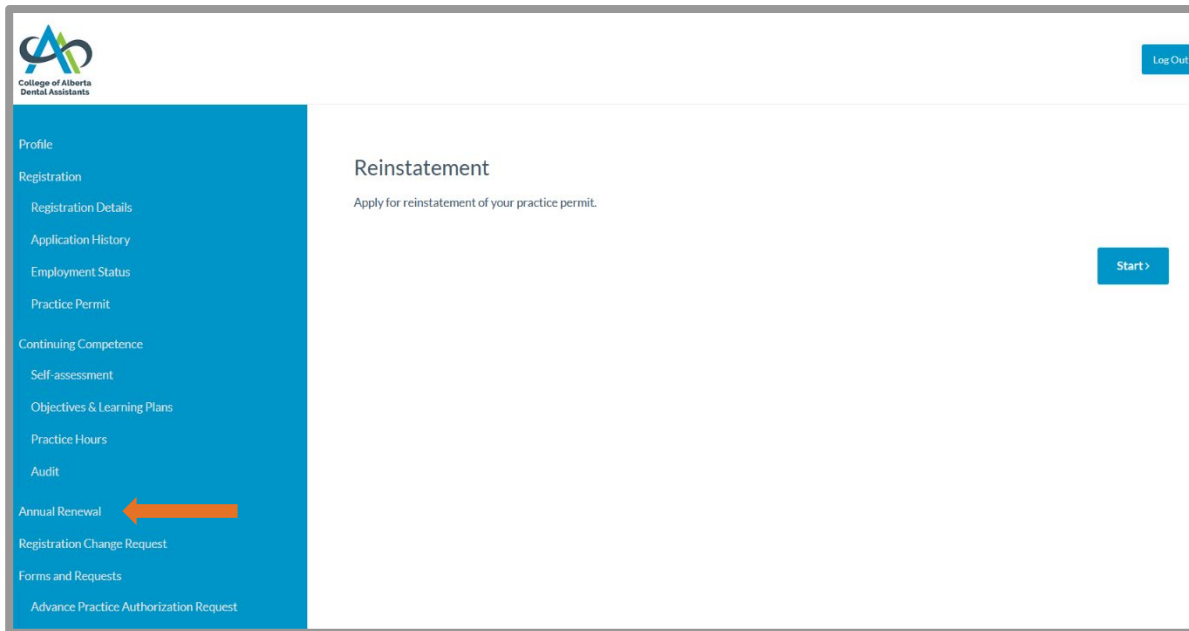 College of Alberta
Dental Assistants
Log Out
Profile
Registration
Registration Details
Application History
Employment Status
Practice Permit
Continuing Competence
Self-assessment
Objectives & Learning Plans
Practice Hours
Audit
Annual Renewal
Registration Change Request
Forms and Requests
Advance Practice Authorization Request
Reinstatement
Apply for reinstatement of your practice permit.
Start >